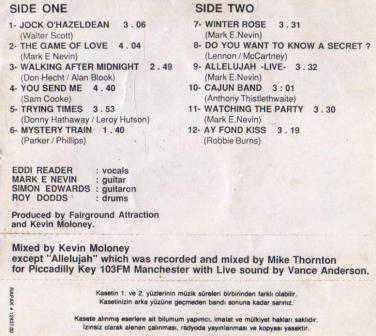 SIDE ONE
1- JOCK O'HAZELDEAN 3 . 06
(Walter Scott)
2- THE GAME OF LOVE 4 . 04
(Mark E Nevin)
3- WALKING AFTER MIDNIGHT 2 . 49
(Don Hecht / Alan Blook)
4- YOU SEND ME 4 . 40
(Sam Cooke)
5- TRYING TIMES 3 . 53
(Donny Hathaway / Leroy Hutson)
6- MYSTERY TRAIN 1 . 40
(Parker / Phillips)
SIDE TWO
7- WINTER ROSE 3 . 31
(Mark E.Nevin)
8- DO YOU WANT TO KNOW A SECRET ?
(Lennon / McCartney)
9- ALLELUJAH -LIVE- 3 . 32
(Mark E.Nevin)
10- CAJUN BAND 3 : 01
(Anthony Thistlethwaite)
11- WATCHING THE PARTY 3 . 30
(Mark E.Nevin)
12- AY FOND KISS 3 . 19
(Robbie Burns)
EDDI READER : vocals
MARK E NEVIN : guitar
SIMON EDWARDS : guitaron
ROY DODDS : drums
Produced by Fairground Attraction
and Kevin Moloney.
Mixed by Kevin Moloney
except "Allelujah" which was recorded and mixed by Mike Thornton
for Piccadilly Key 103FM Manchester with Live sound by Vance Anderson.
Kasetin 1. ve 2. yüzlerinin müzik süreleri birbirinden farklı olabilir.
Kasetinizin arka yüzüne geçmeden bandı sonuna kadar sarınız.
Kasete alınmış eserlere ait bilumum yapımcı, imalat ve mülkiyet hakları saklıdır.
İzinsiz olarak alenen çalınması, radyoda yayınlanması ve kopyası yasaktır.